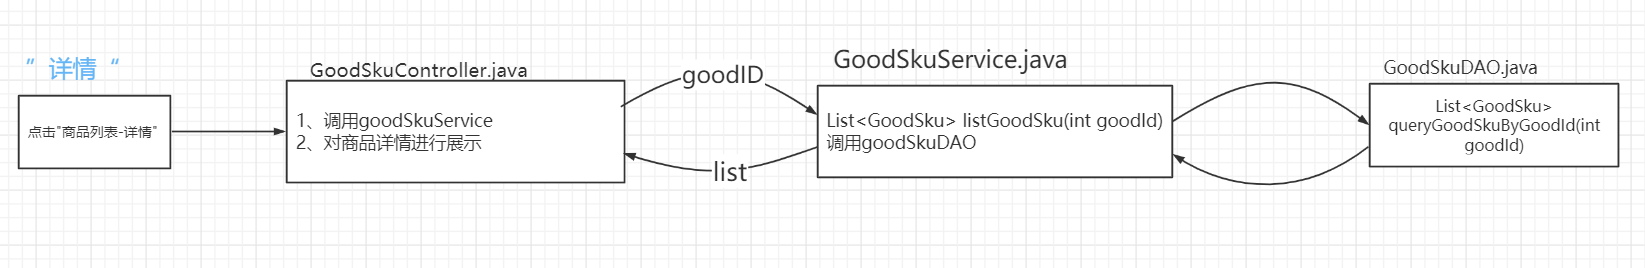 “ 详情 “
点击"商品列表-详情"
GoodSkuController.java
1、调用goodSkuService
2、对商品详情进行展示
goodID
list
GoodSkuService.java
List<GoodSku> listGoodSku(int goodId)
调用goodSkuDAO
GoodSkuDAO.java
List<GoodSku>
queryGoodSkuByGoodId(int
goodId)